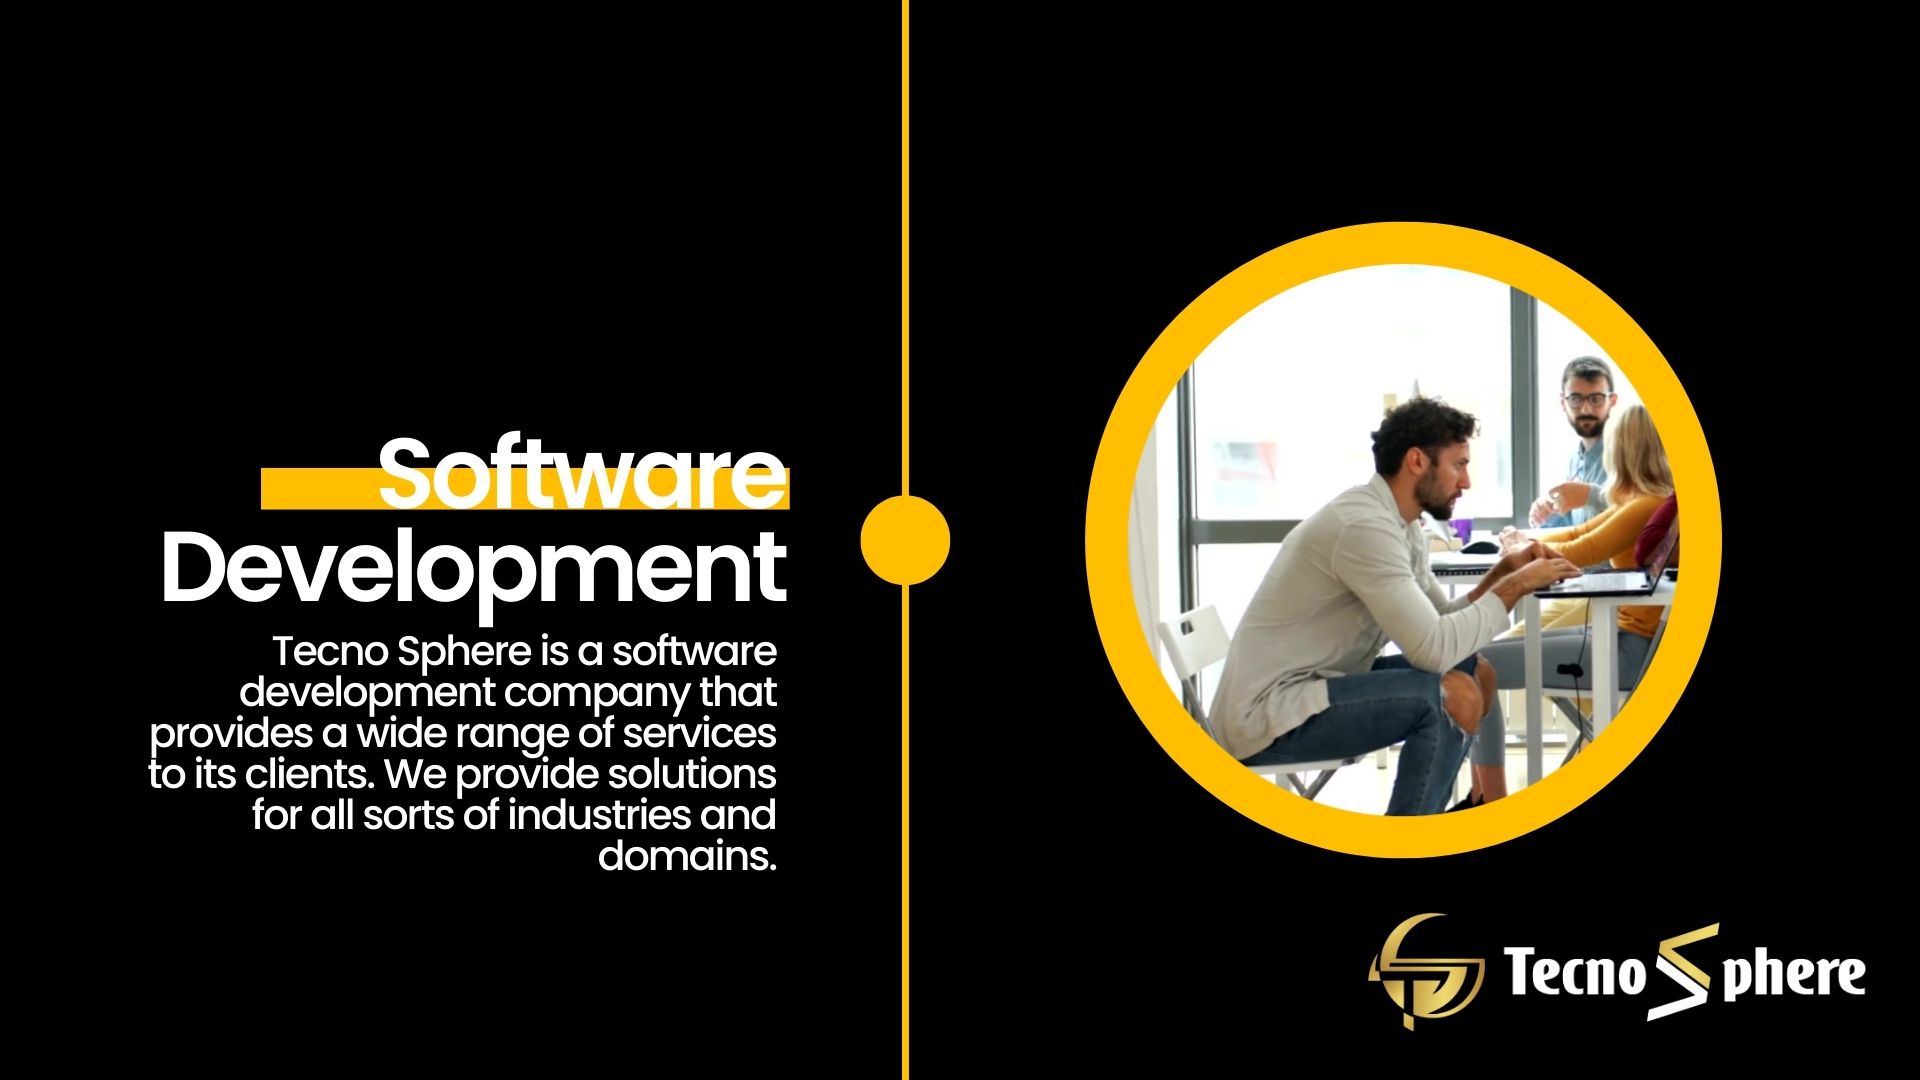 Software
Development
Tecno Sphere is a software
development company that
provides a wide range of services
to its clients. We provide solutions
for all sorts of industries and
domains.
Tecno Sphere